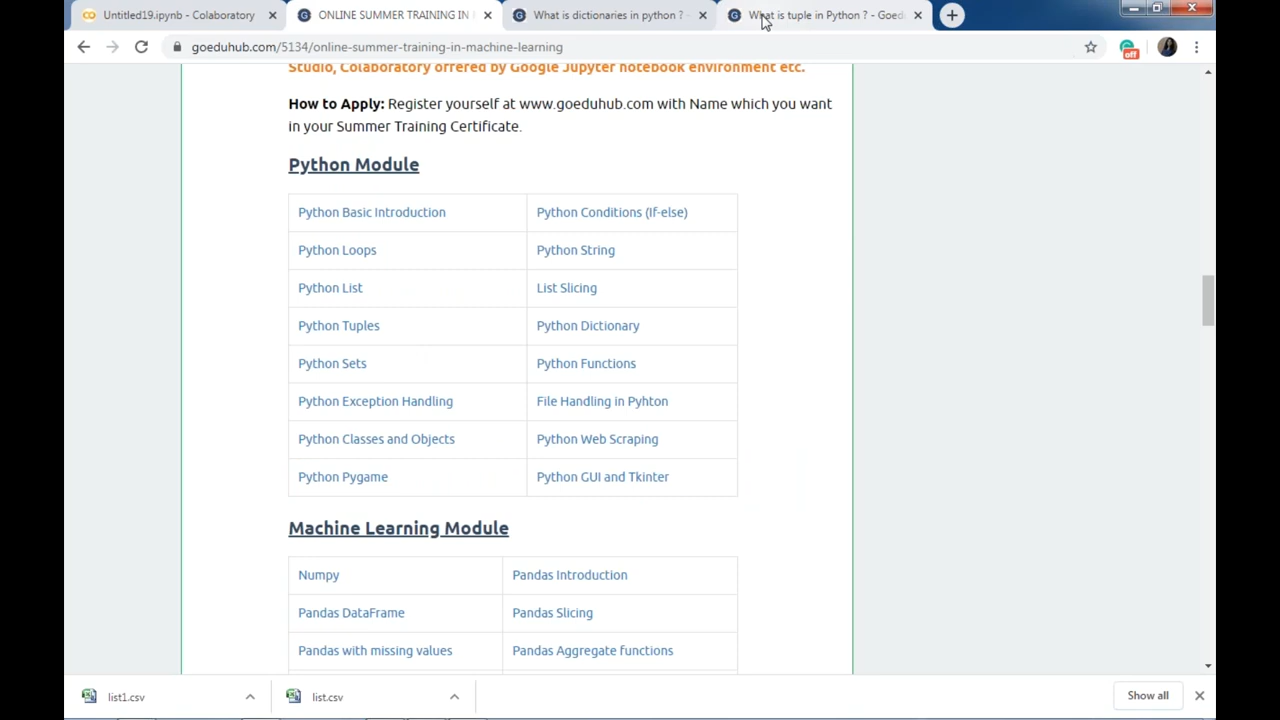 Untitled19.ipynb - Colaboratory
ONLINE SUMMER TRAINING IN
What is dictionaries in python ? -
What is tuple in Python ? - Goed
goeduhub.com/5134/online-summer-training-in-machine-learning
off
Studio, Colaboratory offered by Google Jupyter notebook environment etc.
How to Apply: Register yourself at www.goeduhub.com with Name which you want
in your Summer Training Certificate.
Python Module
Python Basic Introduction Python Conditions (If-else)
Python Loops Python String
Python List List Slicing
Python Tuples Python Dictionary
Python Sets Python Functions
Python Exception Handling File Handling in Pyhton
Python Classes and Objects Python Web Scraping
Python Pygame Python GUI and Tkinter
Machine Learning Module
Numpy Pandas Introduction
Pandas DataFrame Pandas Slicing
Pandas with missing values Pandas Aggregate functions
list1.csv list.csv Show all